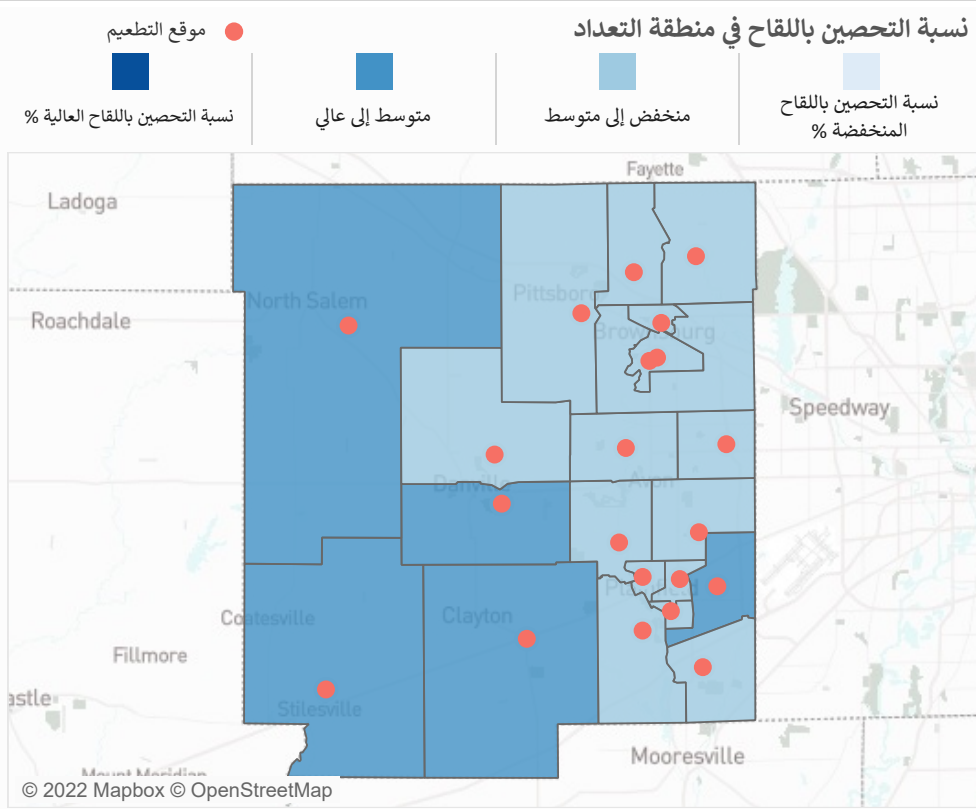 نسبة التحصين باللقاح في منطقة التعداد
موقع التطعيم
نسبة التحصين باللقاح
المنخفضة %
منخفض إلى متوسط
متوسط إلى عالي
نسبة التحصين باللقاح العالية %
Fayette
Ladoga
North Salem
Pittsboro
Roachdale
Brownsburg
Speedway
Danville
Avon
Plainfield
Coatesville
Clayton
Fillmore
astle
Stilesville
Mooresville
Mount Meridian
© 2022 Mapbox © OpenStreetMap